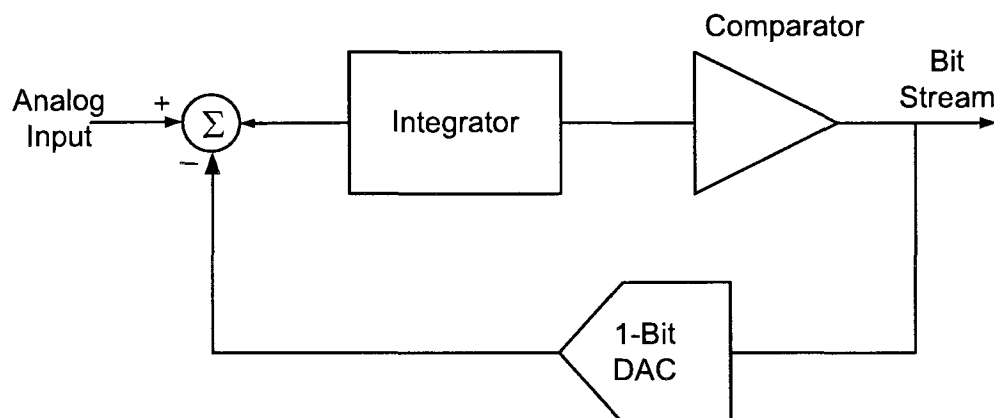 Comparator
Bit
Stream
Analog
Input
+
Σ
−
Integrator
1-Bit
DAC